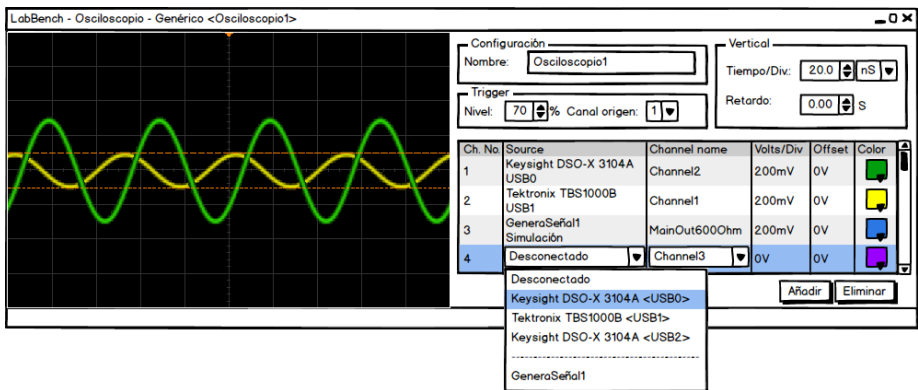 LabBench - Osciloscopio - Genérico <Osciloscopio1>
Configuración
Nombre: Osciloscopio1
Vertical
Tiempo/Div.: 20.0 nS
Retardo: 0.00 S
Trigger
Nivel: 70 % Canal origen: 1
Ch. No. Source Channel name Volts/Div Offset Color
1 Keysight DSO-X 3104A USB0 Channel2 200mV 0V
2 Tektronix TBS1000B USB1 Channel1 200mV 0V
3 GeneraSeñal1 Simulación MainOut600Ohm 200mV 0V
4 Desconectado Channel3 0V 0V
Desconectado
Keysight DSO-X 3104A <USB0>
Tektronix TBS1000B <USB1>
Keysight DSO-X 3104A <USB2>
GeneraSeñal1
Añadir Eliminar